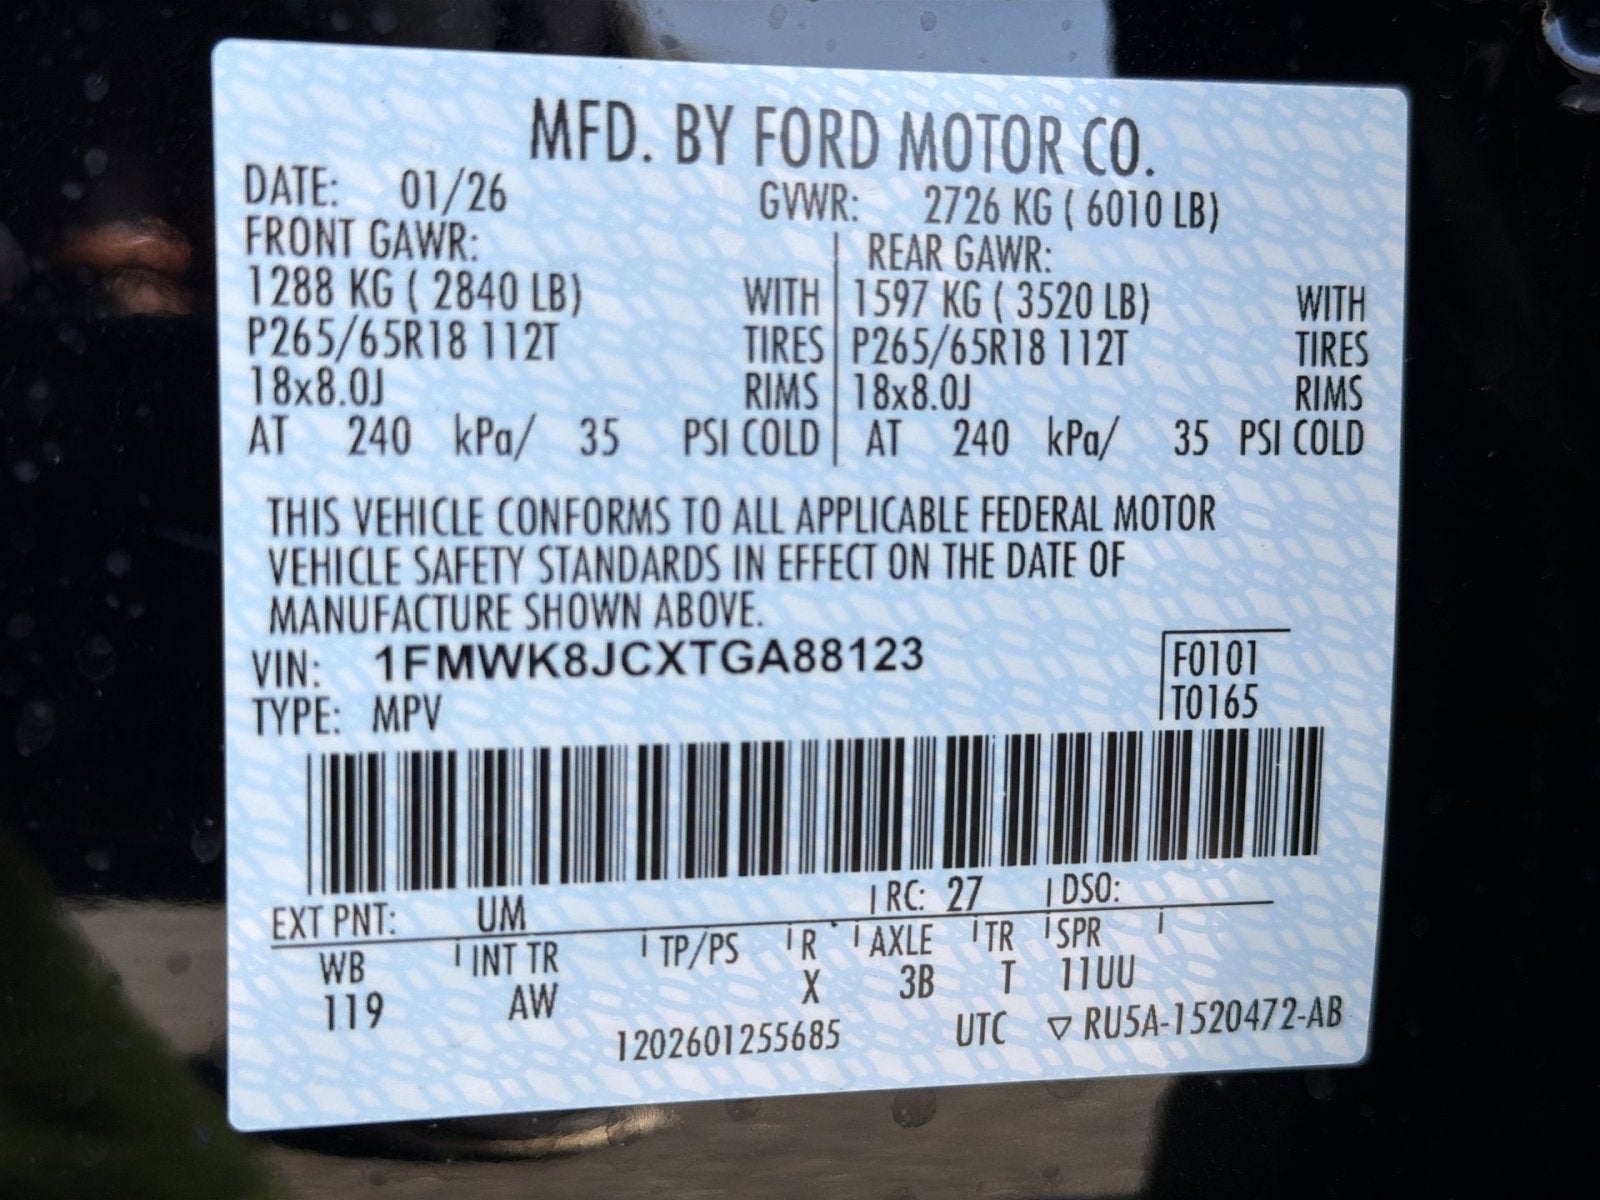 MFD. BY FORD MOTOR CO.
DATE: 01/26 GVWR: 2726 KG ( 6010 LB)
FRONT GAWR: REAR GAWR:
1288 KG ( 2840 LB) WITH 1597 KG ( 3520 LB) WITH
P265/65R18 112T TIRES P265/65R18 112T TIRES
18x8.0J RIMS 18x8.0J RIMS
AT 240 kPa/ 35 PSI COLD AT 240 kPa/ 35 PSI COLD
THIS VEHICLE CONFORMS TO ALL APPLICABLE FEDERAL MOTOR
VEHICLE SAFETY STANDARDS IN EFFECT ON THE DATE OF
MANUFACTURE SHOWN ABOVE.
VIN: 1FMWK8JCXTGA88123 F0101
TYPE: MPV T0165
EXT PNT: UM RC: 27 DSO:
WB INT TR TP/PS R AXLE TR SPR
119 AW X 3B T 11UU
1202601255685 UTC ▽ RU5A-1520472-AB